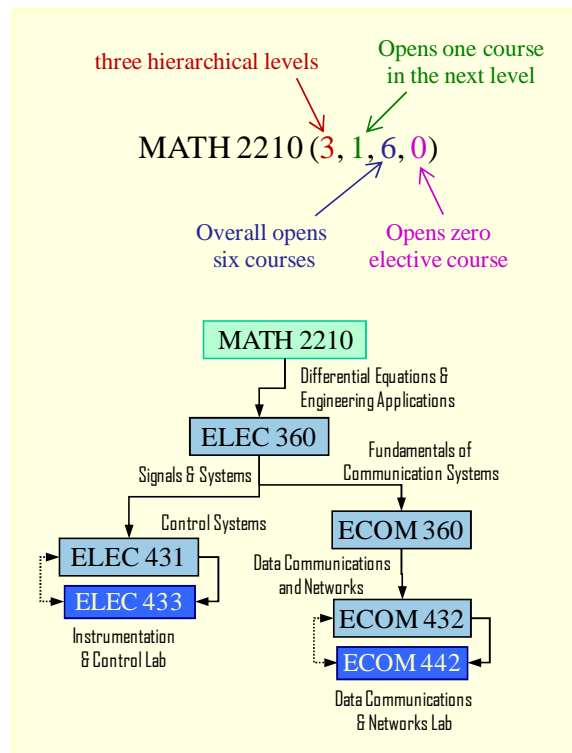 three hierarchical levels
Opens one course
in the next level
MATH 2210 (3, 1, 6, 0)
Overall opens
six courses
Opens zero
elective course
MATH 2210
Differential Equations &
Engineering Applications
ELEC 360
Signals & Systems
Fundamentals of
Communication Systems
Control Systems
ELEC 431
ELEC 433
Instrumentation
& Control Lab
ECOM 360
Data Communications
and Networks
ECOM 432
ECOM 442
Data Communications
& Networks Lab